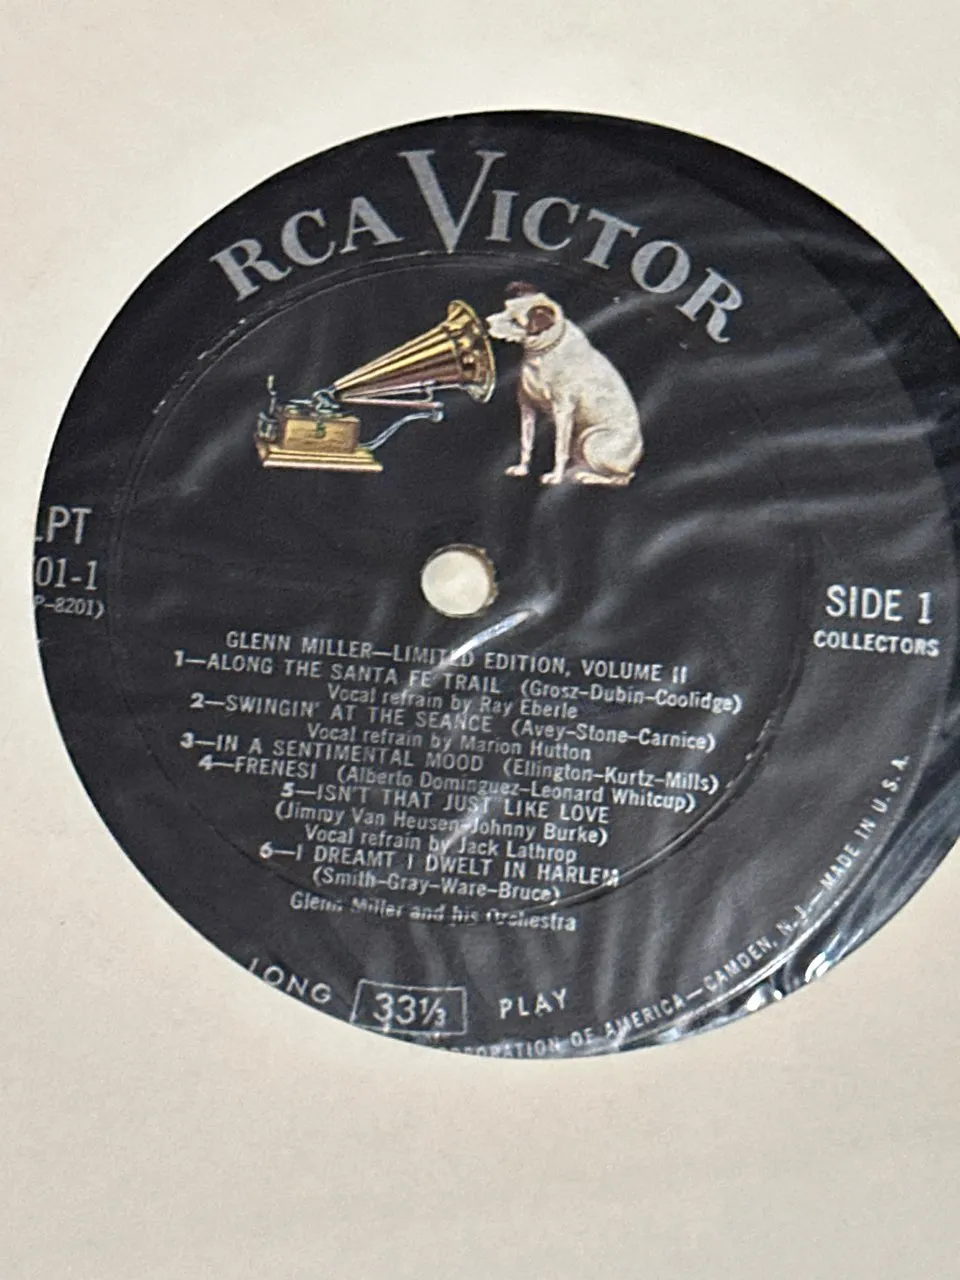 RCA VICTOR
LPT
01-1
P-8201)
SIDE 1
COLLECTORS
GLENN MILLER—LIMITED EDITION, VOLUME II
1—ALONG THE SANTA FE TRAIL (Grosz-Dubin-Coolidge)
Vocal refrain by Ray Eberle
2—SWINGIN' AT THE SEANCE (Avey-Stone-Carnice)
Vocal refrain by Marion Hutton
3—IN A SENTIMENTAL MOOD (Ellington-Kurtz-Mills)
4—FRENESI (Alberto Dominguez-Leonard Whitcup)
5—ISN'T THAT JUST LIKE LOVE
(Jimmy Van Heusen-Johnny Burke)
Vocal refrain by Jack Lathrop
6—I DREAMT I DWELT IN HARLEM
(Smith-Gray-Ware-Bruce)
Glenn Miller and his Orchestra
LONG 33⅓ PLAY
CORPORATION OF AMERICA—CAMDEN, N. J.—MADE IN U. S. A.